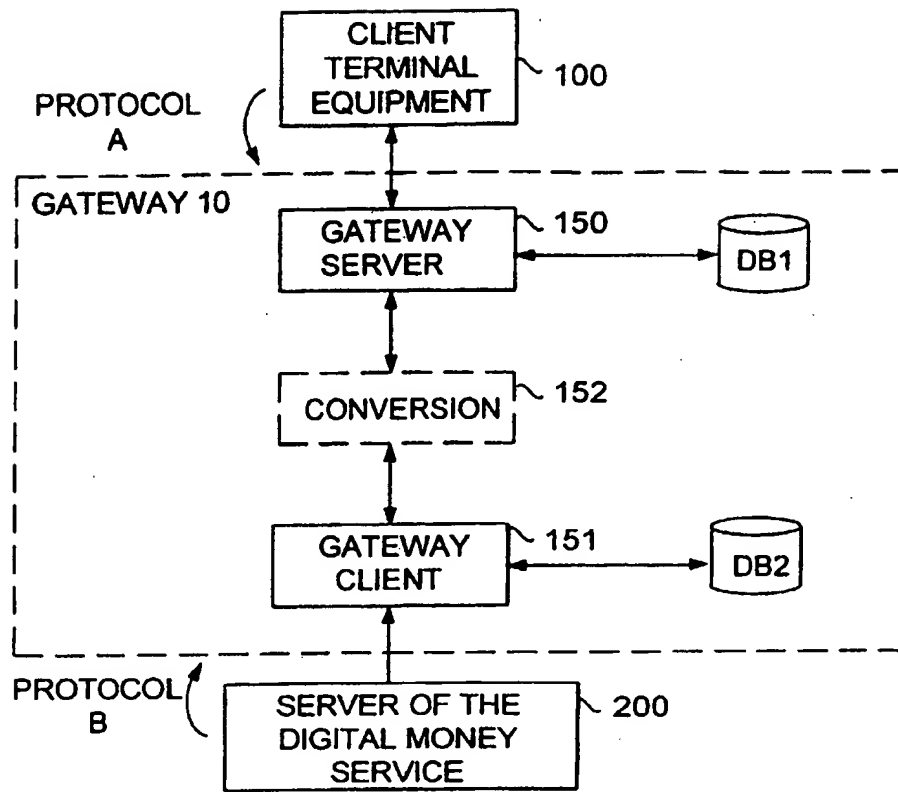 CLIENT
TERMINAL
EQUIPMENT
100
PROTOCOL
A
GATEWAY 10
GATEWAY
SERVER
150
DB1
CONVERSION
152
GATEWAY
CLIENT
151
DB2
PROTOCOL
B
SERVER OF THE
DIGITAL MONEY
SERVICE
200